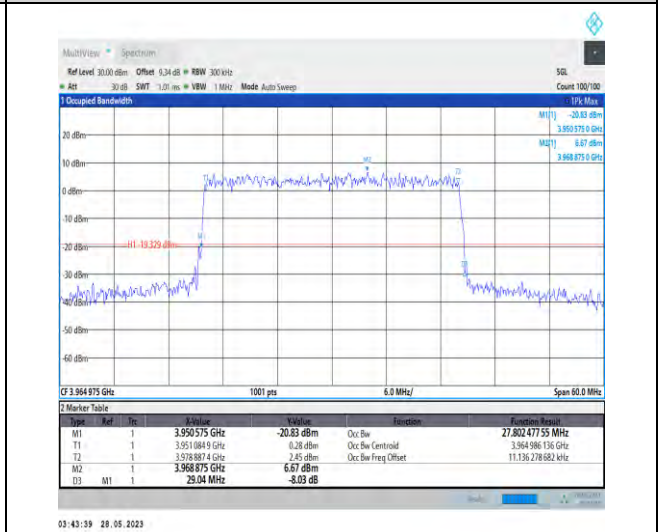 MultiView Spectrum
Ref Level 30.00 dBm Offset 9.34 dB RBW 300 kHz SGL
Att 30 dB SWT 1.01 ms VBW 1 MHz Mode Auto Sweep Count 100/100
1 Occupied Bandwidth 1Pk Max
M1[1] -20.83 dBm
3.950 575 0 GHz
M2[1] 6.67 dBm
3.968 875 0 GHz
20 dBm
10 dBm
M2
T1
T2
0 dBm
-10 dBm
M1
-20 dBm
H1 -19.329 dBm
-30 dBm
D3
-40 dBm
-50 dBm
-60 dBm
CF 3.964 975 GHz 1001 pts 6.0 MHz/ Span 60.0 MHz
2 Marker Table
Type Ref Trc X-Value Y-Value Function Function Result
M1 1 3.950 575 GHz -20.83 dBm Occ Bw 27.802 477 55 MHz
T1 1 3.951 084 9 GHz 0.28 dBm Occ Bw Centroid 3.964 986 136 GHz
T2 1 3.978 887 4 GHz 2.45 dBm Occ Bw Freq Offset 11.136 278 682 kHz
M2 1 3.968 875 GHz 6.67 dBm
D3 M1 1 29.04 MHz -8.03 dB
03:43:39 28.05.2023